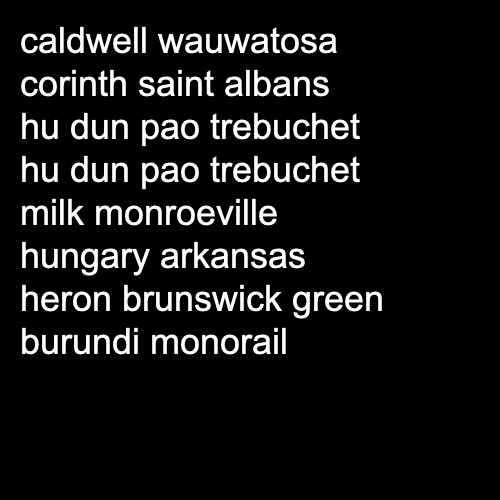 caldwell wauwatosa
corinth saint albans
hu dun pao trebuchet
hu dun pao trebuchet
milk monroeville
hungary arkansas
heron brunswick green
burundi monorail